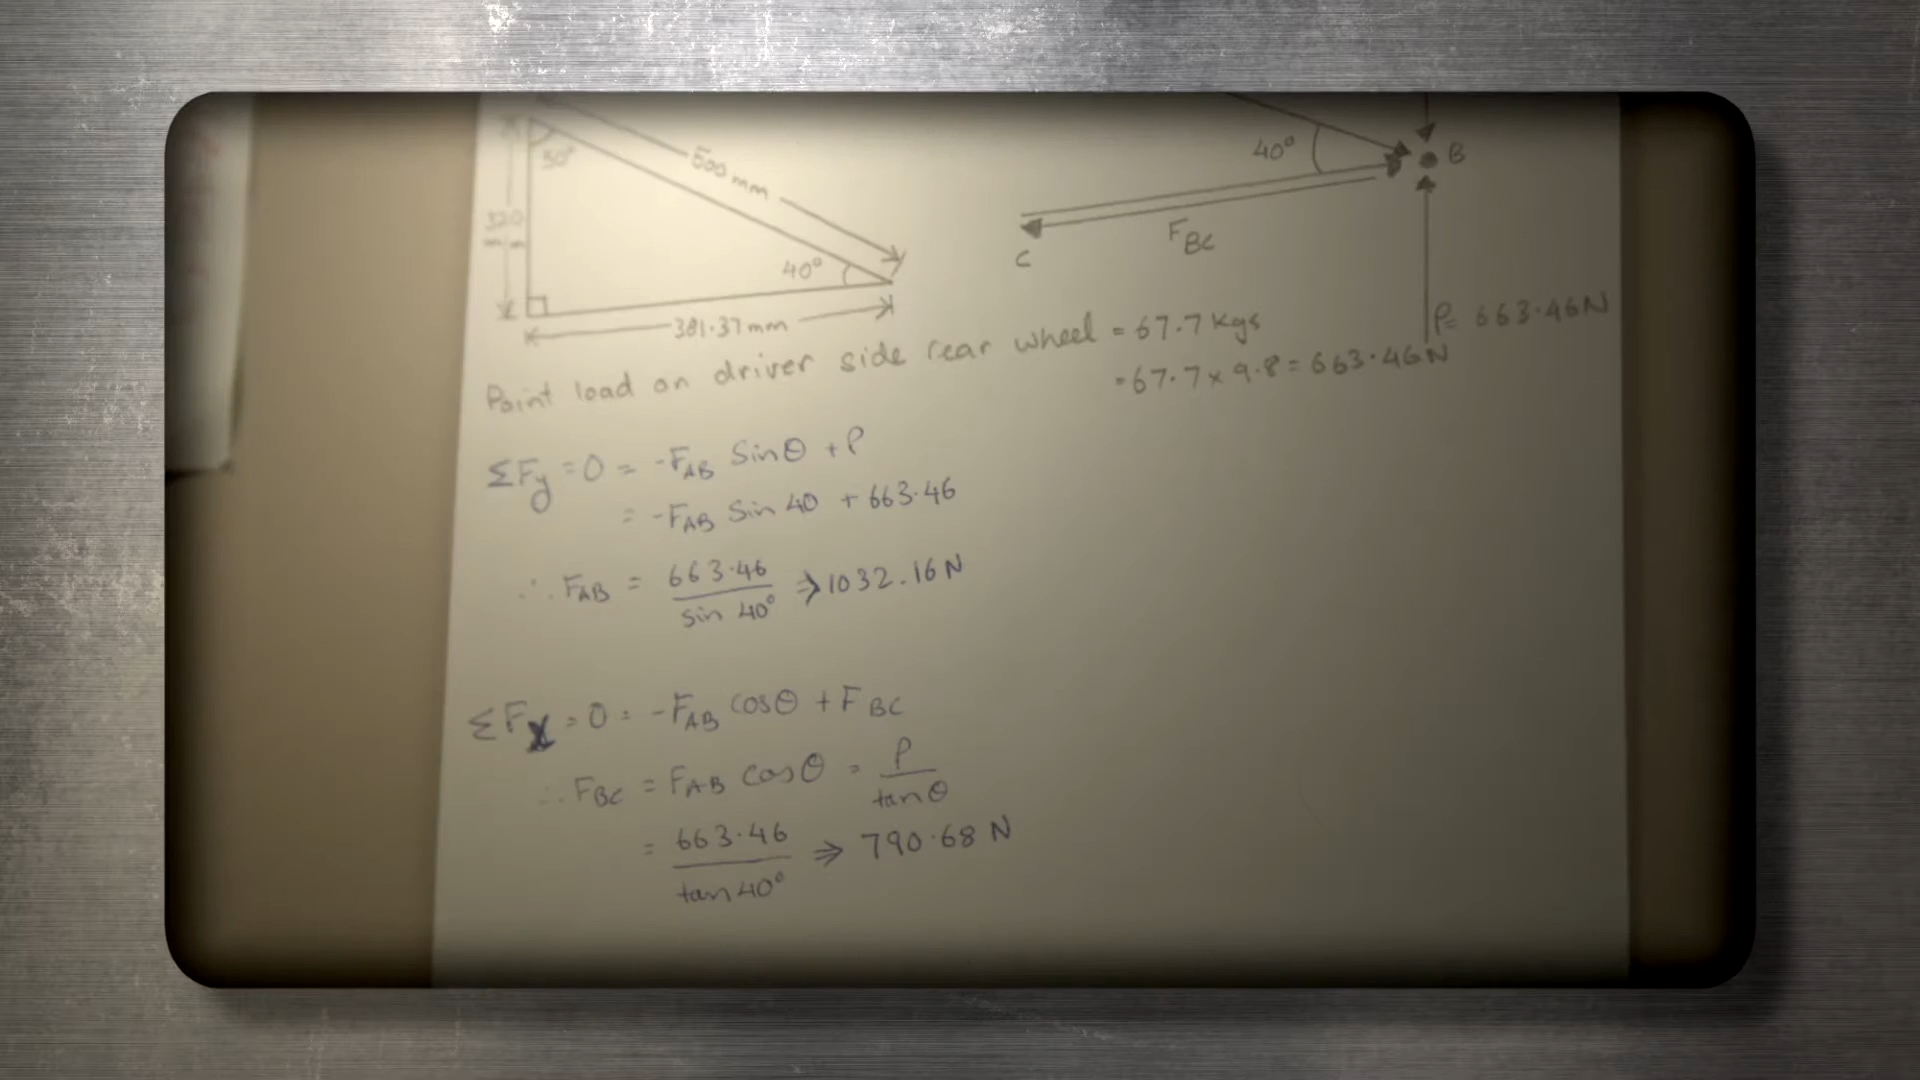 50°
500 mm
320
mm
40°
381.37 mm
40°
B
FBC
C
P= 663.46N
Point load on driver side rear wheel = 67.7 kgs
= 67.7 x 9.8 = 663.46N
ΣFy = 0 = -FAB Sinθ + P
= -FAB Sin 40 + 663.46
∴ FAB = 663.46 / sin 40° ⇒ 1032.16 N
ΣFx = 0 = -FAB cosθ + FBC
∴ FBC = FAB cosθ = P / tanθ
= 663.46 / tan 40° ⇒ 790.68 N